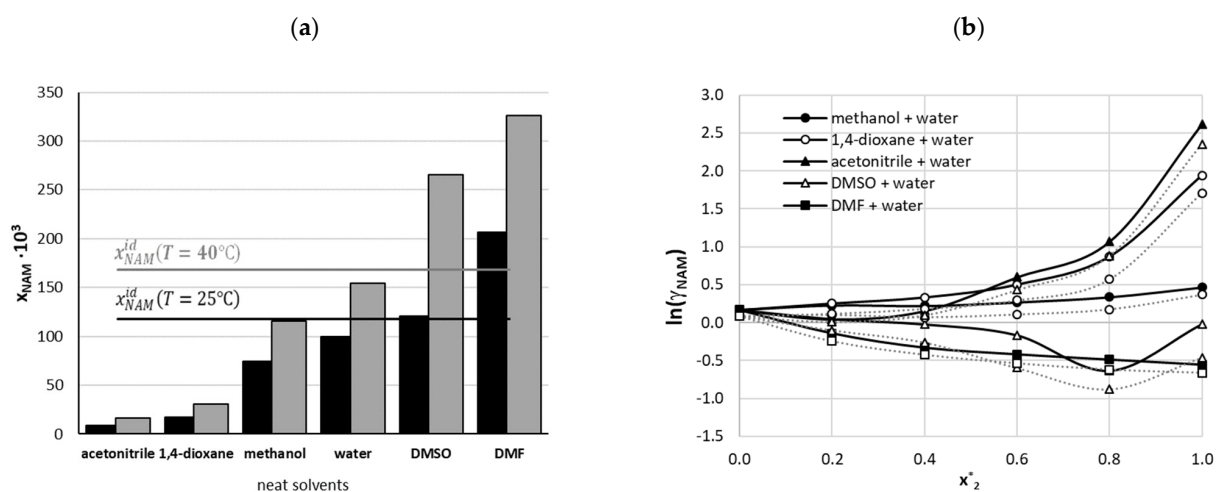 (a)
350
300
250
200
150
100
50
0
x_NAM ·10³
x^id_NAM(T = 40°C)
x^id_NAM(T = 25°C)
acetonitrile 1,4-dioxane methanol water DMSO DMF
neat solvents
(b)
3.0
2.5
2.0
1.5
1.0
0.5
0.0
-0.5
-1.0
-1.5
ln(γ_NAM)
methanol + water
1,4-dioxane + water
acetonitrile + water
DMSO + water
DMF + water
0.0 0.2 0.4 0.6 0.8 1.0
x*_2